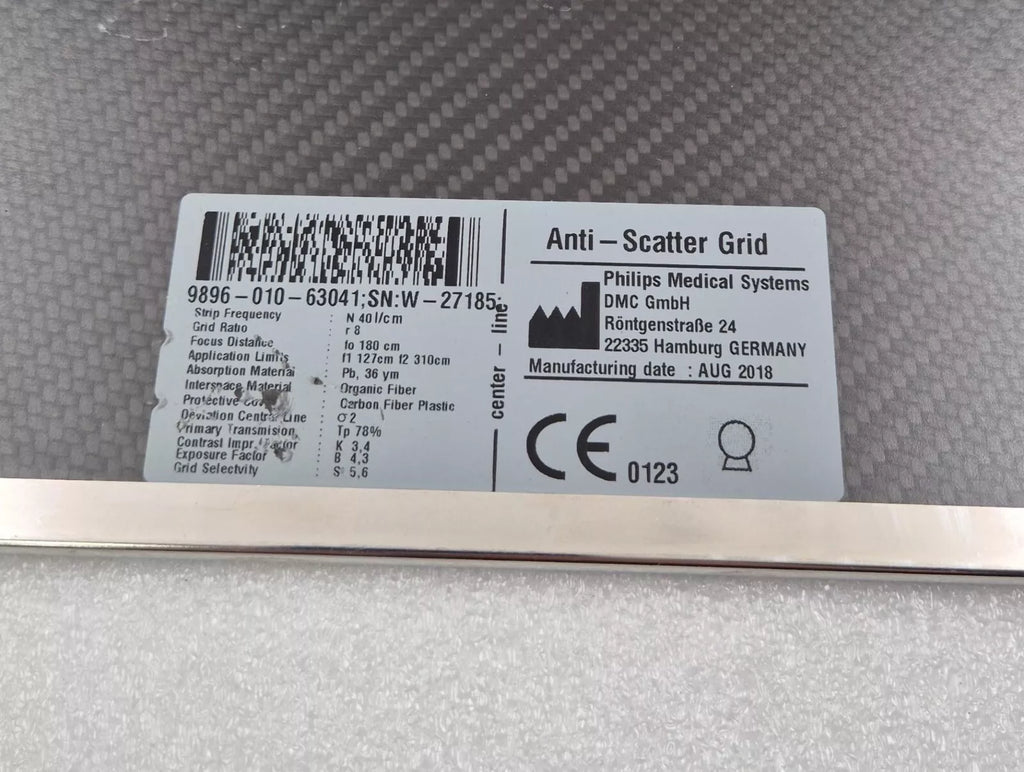 9896-010-63041;SN:W-27185;
Strip Frequency : N 40 l/cm
Grid Ratio : r 8
Focus Distance : fo 180 cm
Application Limits : f1 127cm f2 310cm
Absorption Material : Pb, 36 ym
Interspace Material : Organic Fiber
Protective : Carbon Fiber Plastic
Deviation Central Line : σ 2
Primary Transmision : Tp 78%
Contrast Impr. Factor : K 3,4
Exposure Factor : B 4,3
Grid Selectvity : S 5,6
center - line
Anti-Scatter Grid
Philips Medical Systems
DMC GmbH
Röntgenstraße 24
22335 Hamburg GERMANY
Manufacturing date : AUG 2018
CE 0123